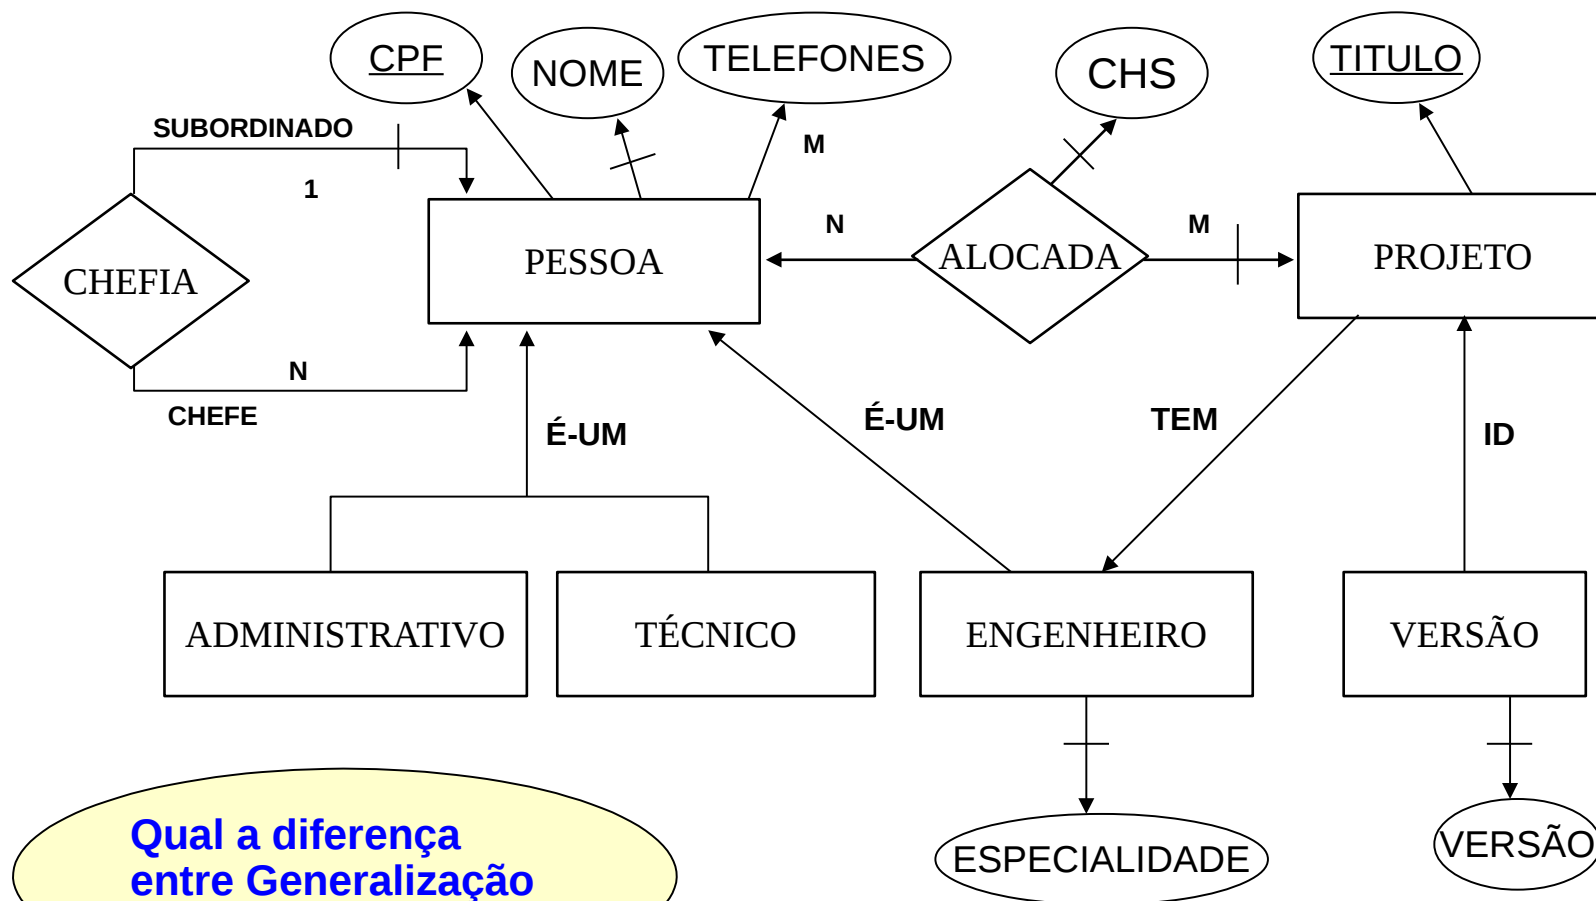 CPF
NOME
TELEFONES
CHS
TITULO
SUBORDINADO
M
1
N
M
CHEFIA
PESSOA
ALOCADA
PROJETO
N
CHEFE
É-UM
É-UM
TEM
ID
ADMINISTRATIVO
TÉCNICO
ENGENHEIRO
VERSÃO
Qual a diferença
entre Generalização
ESPECIALIDADE
VERSÃO